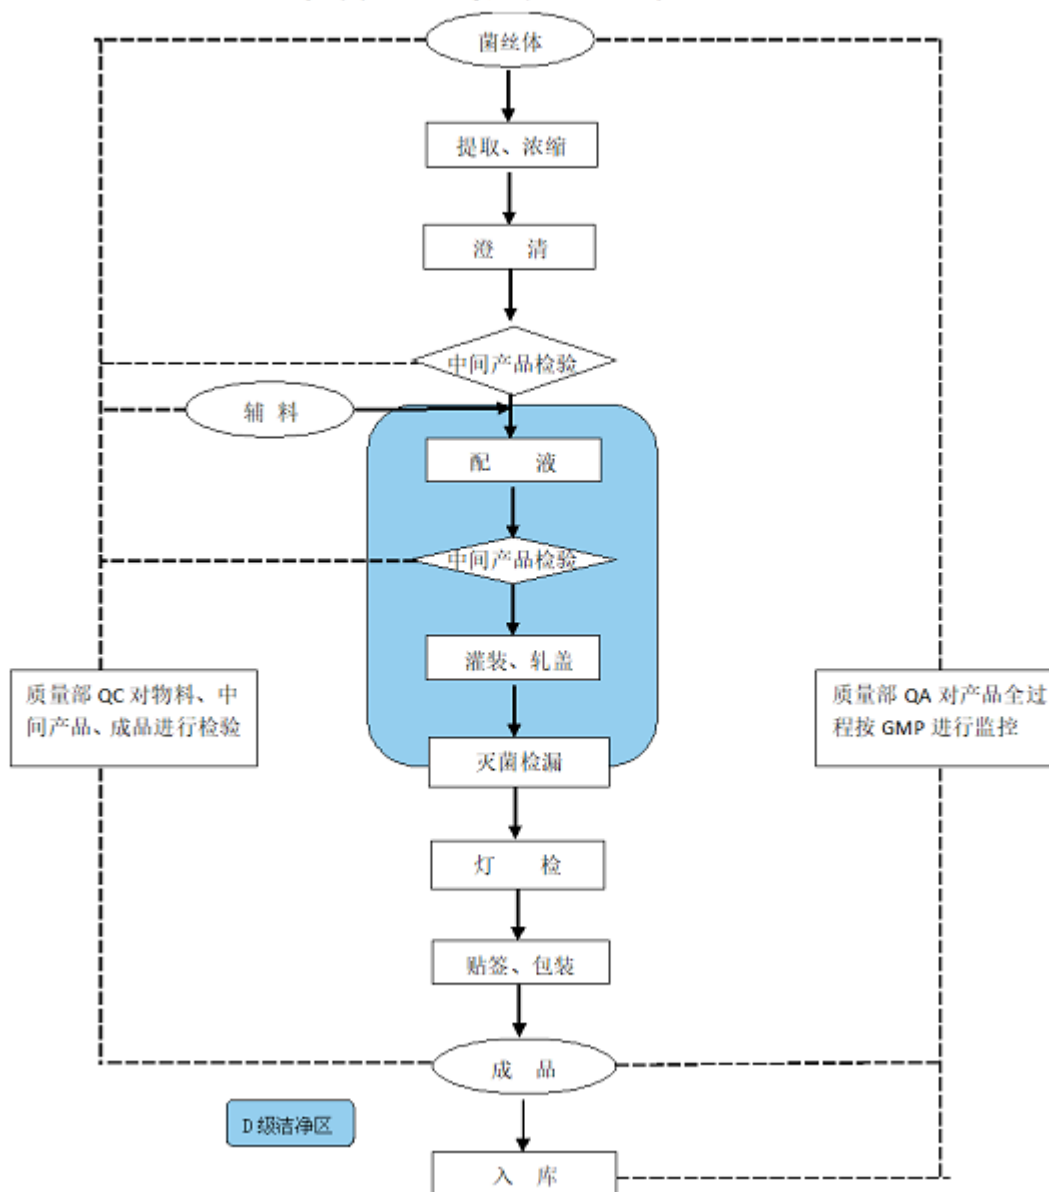 菌丝体
提取、浓缩
澄 清
中间产品检验
辅 料
配 液
中间产品检验
灌装、轧盖
质量部 QC 对物料、中
间产品、成品进行检验
质量部 QA 对产品全过
程按 GMP 进行监控
灭菌检漏
灯 检
贴签、包装
成 品
D 级洁净区
入 库